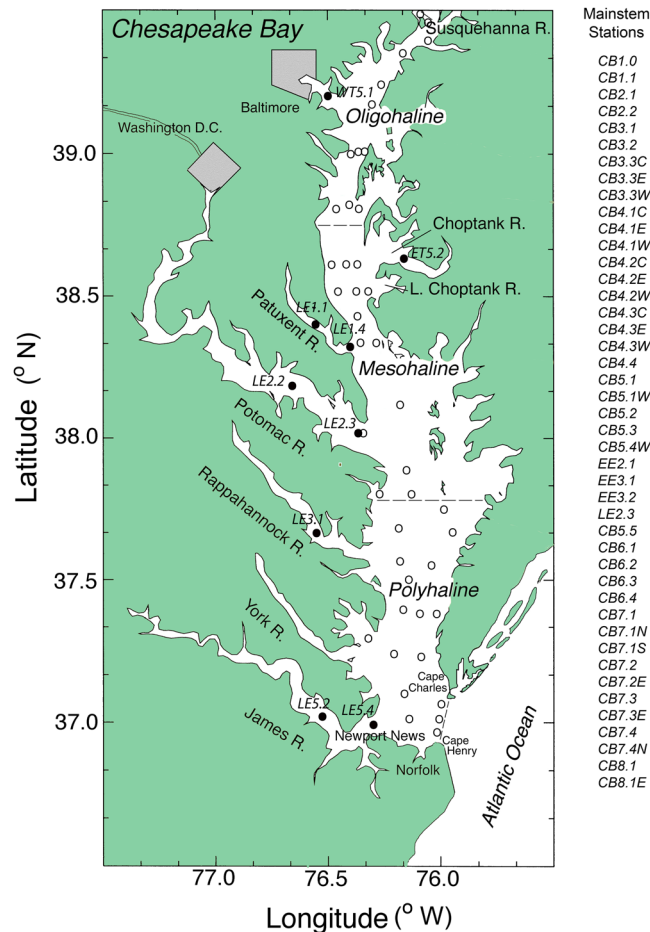 Chesapeake Bay
Susquehanna R.
WT5.1
Baltimore
Oligohaline
Washington D.C.
39.0
Choptank R.
ET5.2
L. Choptank R.
38.5
LE1.1
Patuxent R.
LE1.4
Mesohaline
LE2.2
Potomac R.
LE2.3
38.0
Rappahannock R.
LE3.1
37.5
Polyhaline
York R.
Cape
Charles
LE5.2
LE5.4
37.0
James R.
Newport News
Cape
Henry
Norfolk
Atlantic Ocean
Latitude (° N)
77.0
76.5
76.0
Longitude (° W)
Mainstem
Stations
CB1.0
CB1.1
CB2.1
CB2.2
CB3.1
CB3.2
CB3.3C
CB3.3E
CB3.3W
CB4.1C
CB4.1E
CB4.1W
CB4.2C
CB4.2E
CB4.2W
CB4.3C
CB4.3E
CB4.3W
CB4.4
CB5.1
CB5.1W
CB5.2
CB5.3
CB5.4W
EE2.1
EE3.1
EE3.2
LE2.3
CB5.5
CB6.1
CB6.2
CB6.3
CB6.4
CB7.1
CB7.1N
CB7.1S
CB7.2
CB7.2E
CB7.3
CB7.3E
CB7.4
CB7.4N
CB8.1
CB8.1E